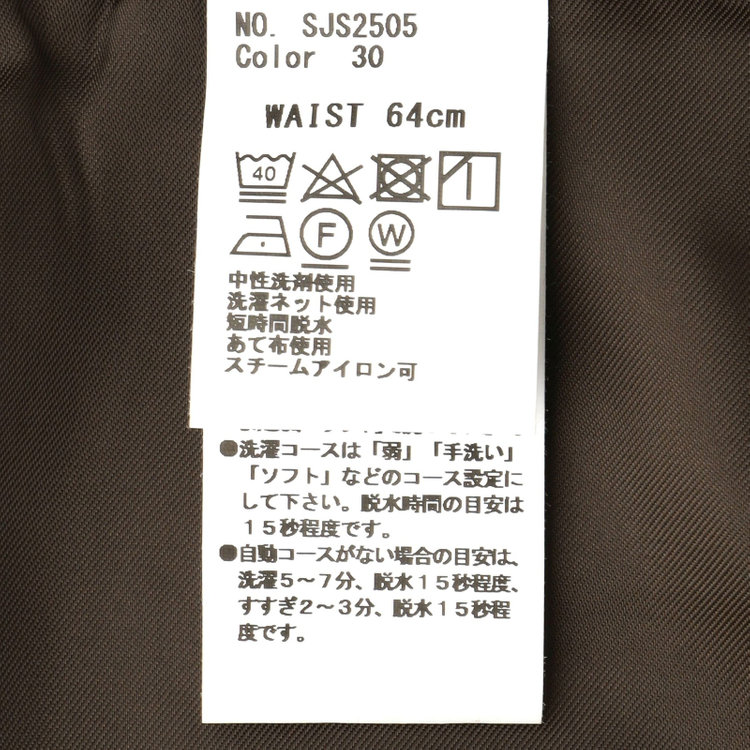 NO. SJS2505
Color 30
WAIST 64cm
40
F W
中性洗剤使用
洗濯ネット使用
短時間脱水
あて布使用
スチームアイロン可
●洗濯コースは「弱」「手洗い」
「ソフト」などのコース設定に
して下さい。脱水時間の目安は
15秒程度です。
●自動コースがない場合の目安は、
洗濯5～7分、脱水15秒程度、
すすぎ2～3分、脱水15秒程
度です。